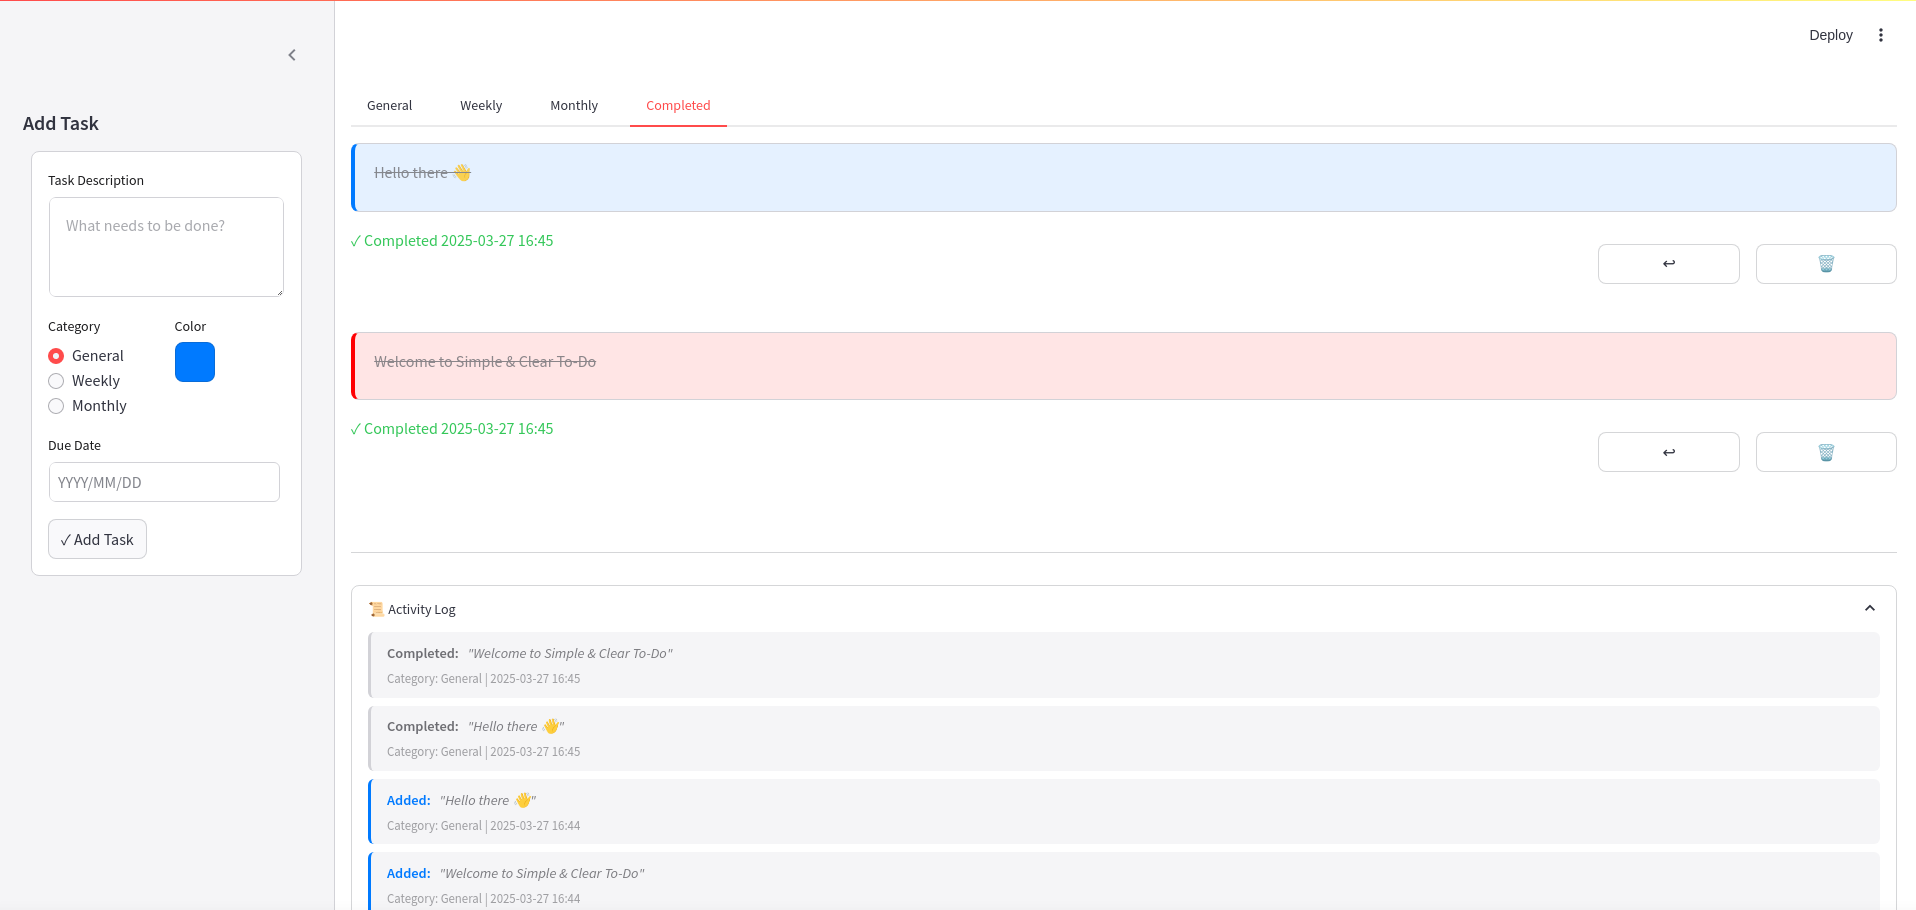 Deploy
Add Task
Task Description
What needs to be done?
Category
Color
General
Weekly
Monthly
Due Date
YYYY/MM/DD
✓ Add Task
General Weekly Monthly Completed
Hello there 👋
✓ Completed 2025-03-27 16:45
↩ 🗑️
Welcome to Simple & Clear To-Do
✓ Completed 2025-03-27 16:45
↩ 🗑️
📜 Activity Log
Completed: "Welcome to Simple & Clear To-Do"
Category: General | 2025-03-27 16:45
Completed: "Hello there 👋"
Category: General | 2025-03-27 16:45
Added: "Hello there 👋"
Category: General | 2025-03-27 16:44
Added: "Welcome to Simple & Clear To-Do"
Category: General | 2025-03-27 16:44